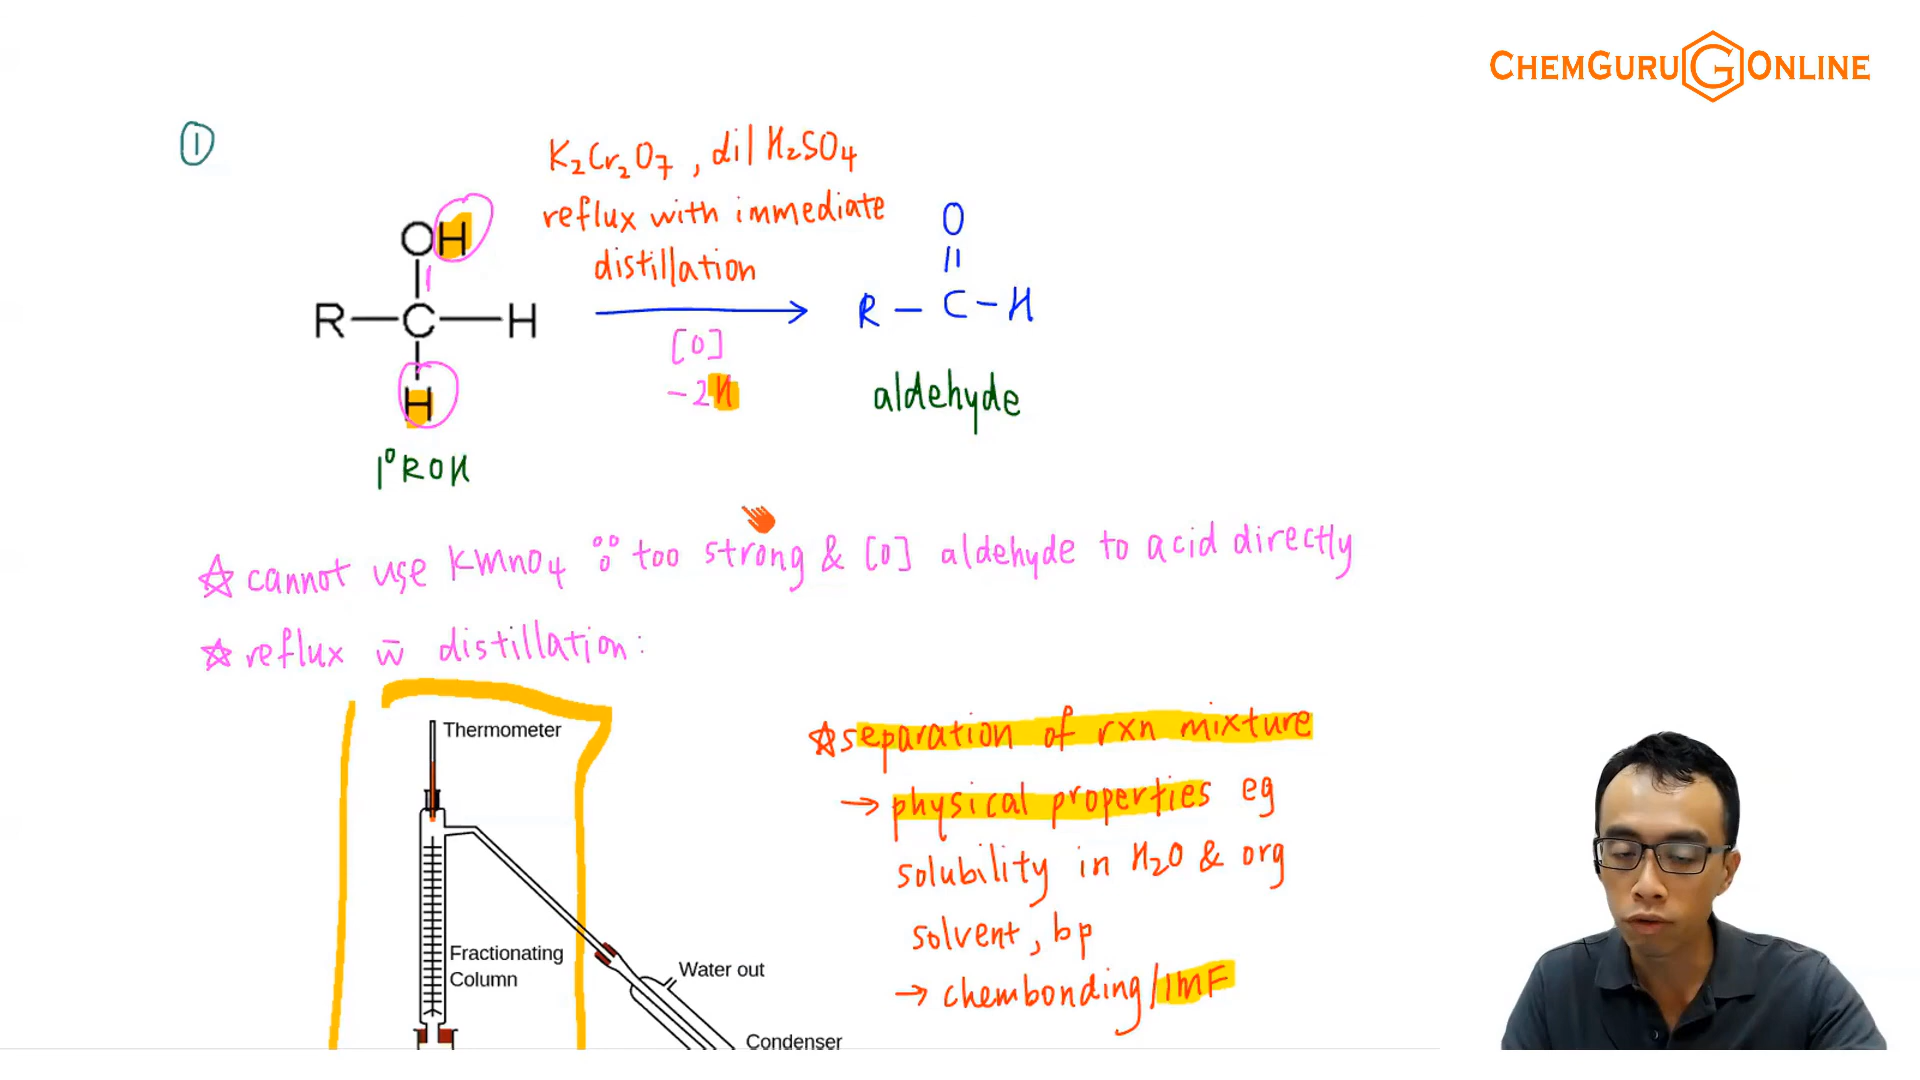 CHEMGURU G ONLINE
1
K2Cr2O7, dil H2SO4
reflux with immediate
distillation
OH
R—C—H
H
1° ROH
[O]
-2H
O
R – C – H
aldehyde
☆ cannot use KMnO4 ∵ too strong & [O] aldehyde to acid directly
☆ reflux w̄ distillation:
Thermometer
Fractionating
Column
Water out
Condenser
☆ separation of rxn mixture
→ physical properties eg
solubility in H2O & org
solvent, bp
→ chembonding/IMF